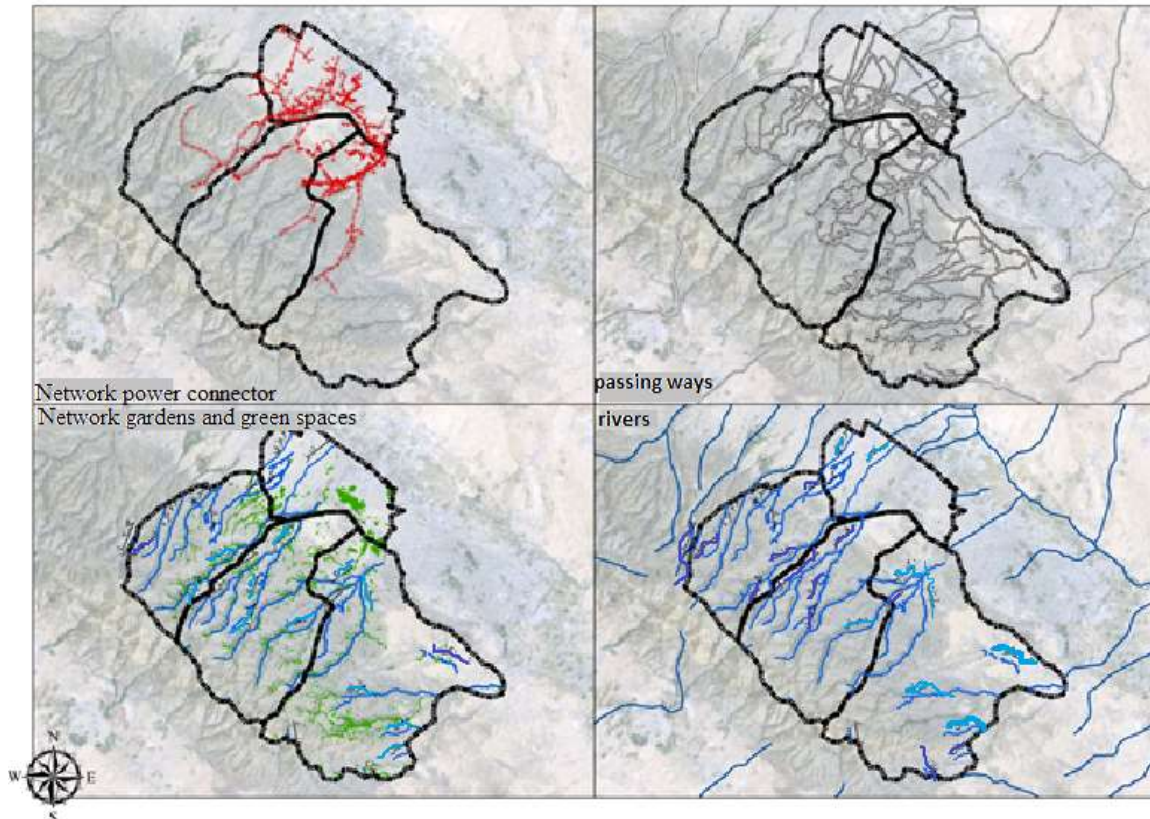 Network power connector
passing ways
Network gardens and green spaces
rivers
N
W E
S